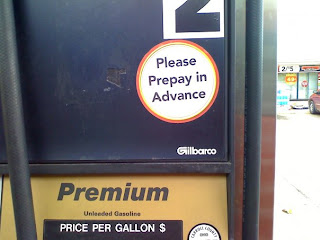 2
Please
Prepay in
Advance
Gilbarco
Premium
Unleaded Gasoline
PRICE PER GALLON $